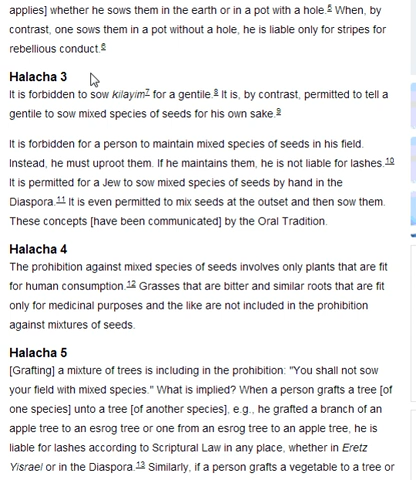 applies] whether he sows them in the earth or in a pot with a hole.5 When, by
contrast, one sows them in a pot without a hole, he is liable only for stripes for
rebellious conduct.6
Halacha 3
It is forbidden to sow kilayim7 for a gentile.8 It is, by contrast, permitted to tell a
gentile to sow mixed species of seeds for his own sake.9
It is forbidden for a person to maintain mixed species of seeds in his field.
Instead, he must uproot them. If he maintains them, he is not liable for lashes.10
It is permitted for a Jew to sow mixed species of seeds by hand in the
Diaspora.11 It is even permitted to mix seeds at the outset and then sow them.
These concepts [have been communicated] by the Oral Tradition.
Halacha 4
The prohibition against mixed species of seeds involves only plants that are fit
for human consumption.12 Grasses that are bitter and similar roots that are fit
only for medicinal purposes and the like are not included in the prohibition
against mixtures of seeds.
Halacha 5
[Grafting] a mixture of trees is including in the prohibition: "You shall not sow
your field with mixed species." What is implied? When a person grafts a tree [of
one species] unto a tree [of another species], e.g., he grafted a branch of an
apple tree to an esrog tree or one from an esrog tree to an apple tree, he is
liable for lashes according to Scriptural Law in any place, whether in Eretz
Yisrael or in the Diaspora.13 Similarly, if a person grafts a vegetable to a tree or